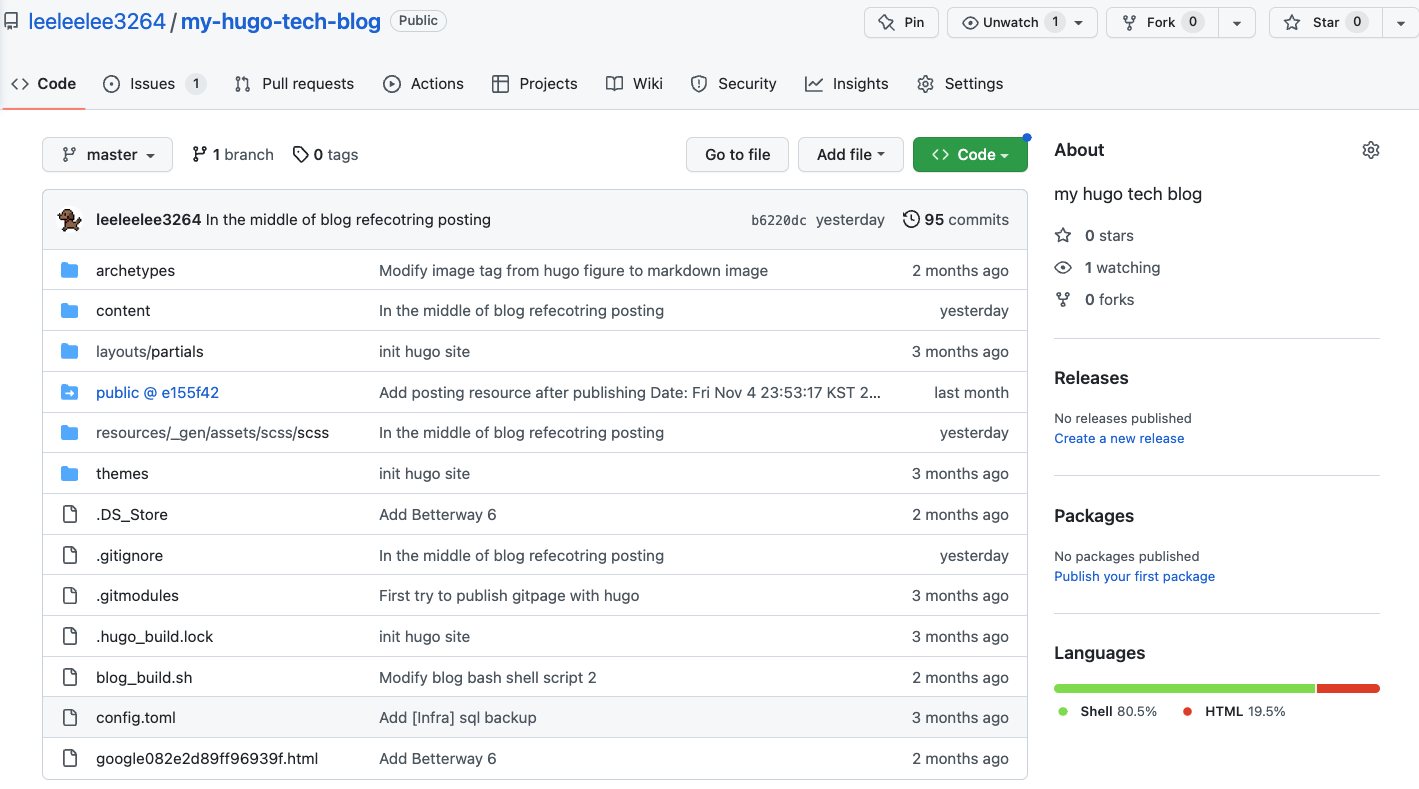 leeleelee3264 / my-hugo-tech-blog Public Pin Unwatch 1 Fork 0 Star 0
Code Issues 1 Pull requests Actions Projects Wiki Security Insights Settings
master 1 branch 0 tags Go to file Add file Code
leeleelee3264 In the middle of blog refecotring posting b6220dc yesterday 95 commits
archetypes Modify image tag from hugo figure to markdown image 2 months ago
content In the middle of blog refecotring posting yesterday
layouts/partials init hugo site 3 months ago
public @ e155f42 Add posting resource after publishing Date: Fri Nov 4 23:53:17 KST 2... last month
resources/_gen/assets/scss/scss In the middle of blog refecotring posting yesterday
themes init hugo site 3 months ago
.DS_Store Add Betterway 6 2 months ago
.gitignore In the middle of blog refecotring posting yesterday
.gitmodules First try to publish gitpage with hugo 3 months ago
.hugo_build.lock init hugo site 3 months ago
blog_build.sh Modify blog bash shell script 2 2 months ago
config.toml Add [Infra] sql backup 3 months ago
google082e2d89ff96939f.html Add Betterway 6 2 months ago
About
my hugo tech blog
0 stars
1 watching
0 forks
Releases
No releases published
Create a new release
Packages
No packages published
Publish your first package
Languages
Shell 80.5% HTML 19.5%